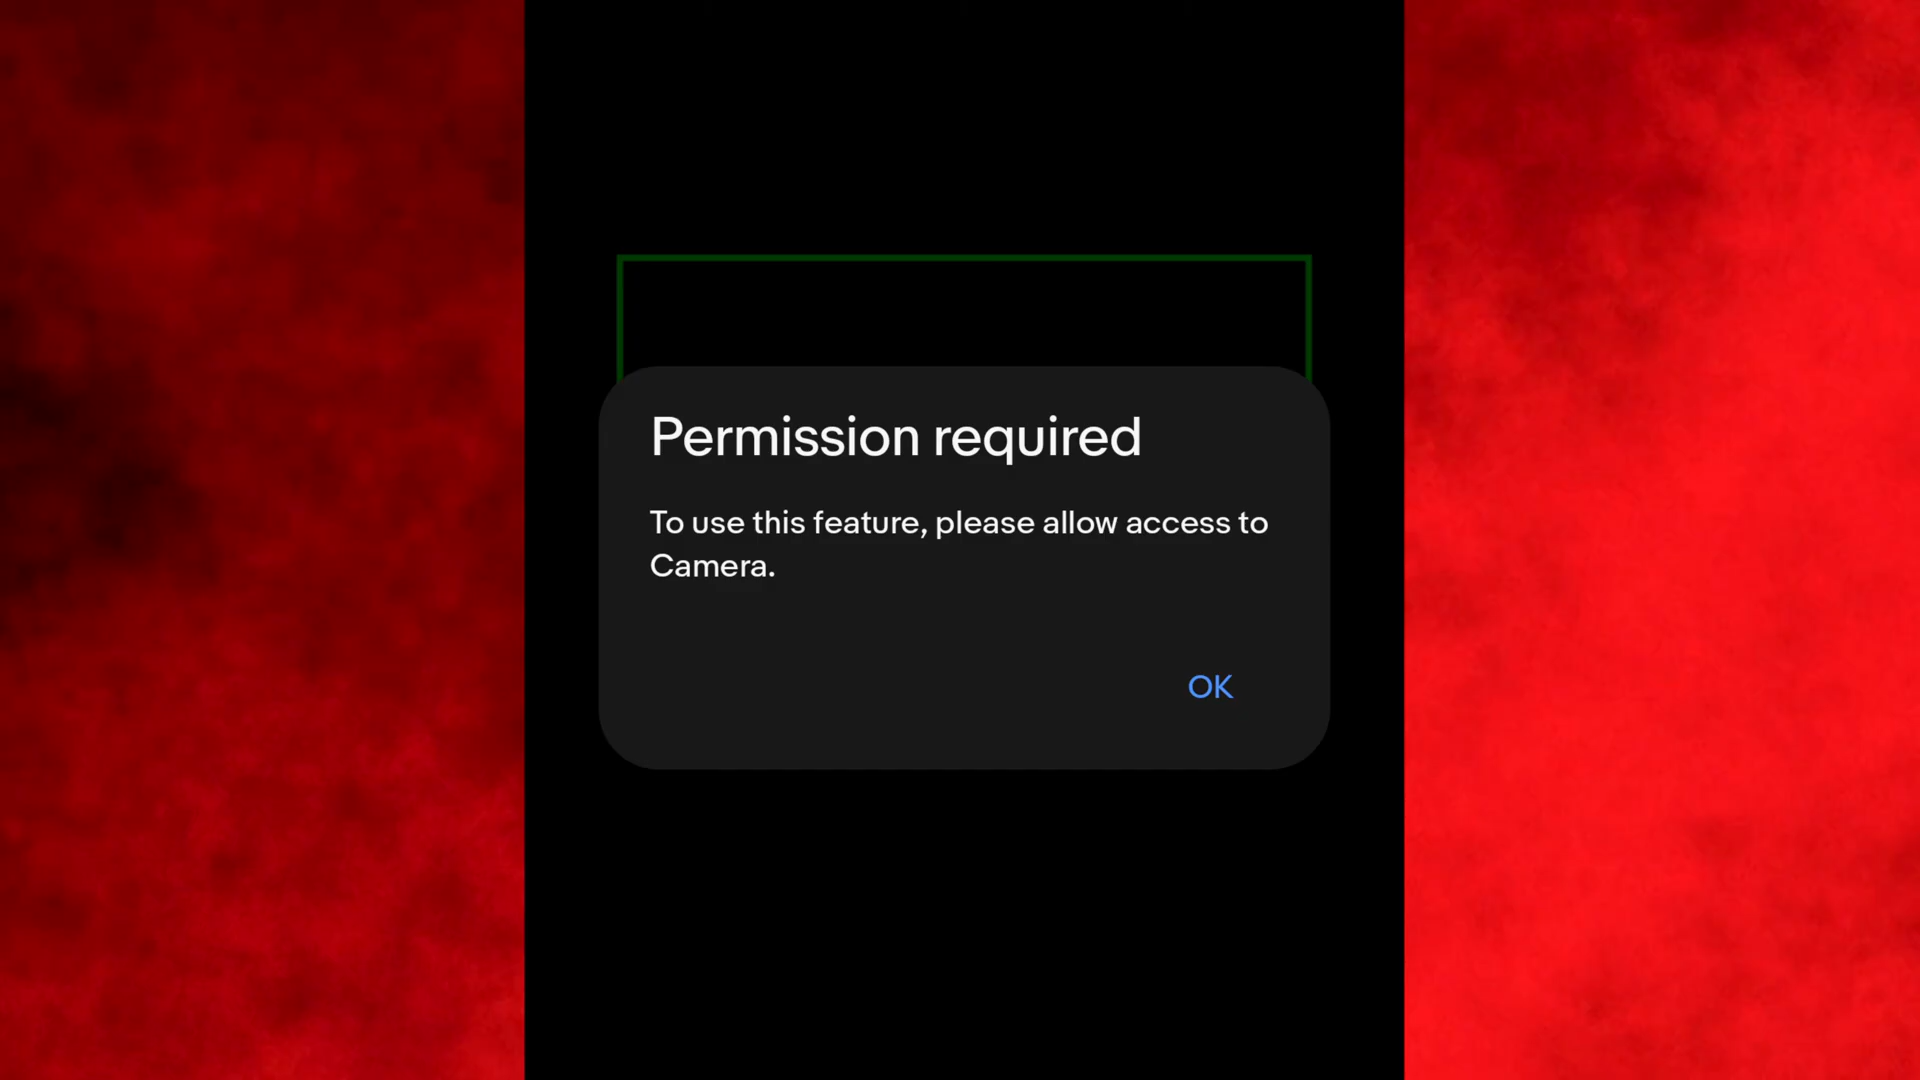 Permission required
To use this feature, please allow access to
Camera.
OK